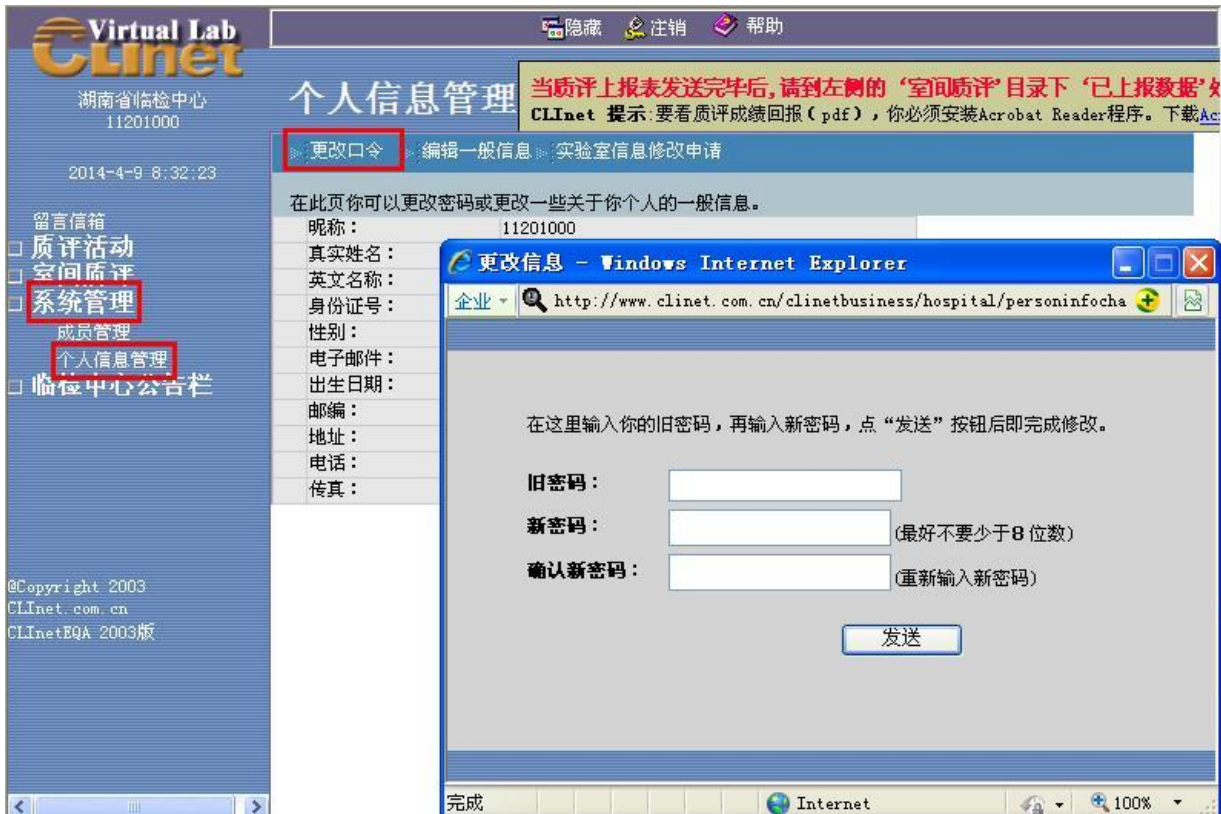 Virtual Lab
CLInet
湖南省临检中心
11201000
2014-4-9 8:32:23
留言信箱
质评活动
室间质评
系统管理
成员管理
个人信息管理
临检中心公告栏
@Copyright 2003
CLInet.com.cn
CLInetEQA 2003版
隐藏 注销 帮助
个人信息管理
当质评上报表发送完毕后,请到左侧的‘室间质评’目录下‘已上报数据’
CLInet 提示:要看质评成绩回报(pdf),你必须安装Acrobat Reader程序。下载Ac
更改口令 编辑一般信息 实验室信息修改申请
在此页你可以更改密码或更改一些关于你个人的一般信息。
昵称: 11201000
真实姓名:
英文名称:
身份证号:
性别:
电子邮件:
出生日期:
邮编:
地址:
电话:
传真:
更改信息 - Windows Internet Explorer
企业 http://www.clinet.com.cn/clinetbusiness/hospital/personinfocha
在这里输入你的旧密码,再输入新密码,点“发送”按钮后即完成修改。
旧密码:
新密码: (最好不要少于8位数)
确认新密码: (重新输入新密码)
发送
完成 Internet 100%